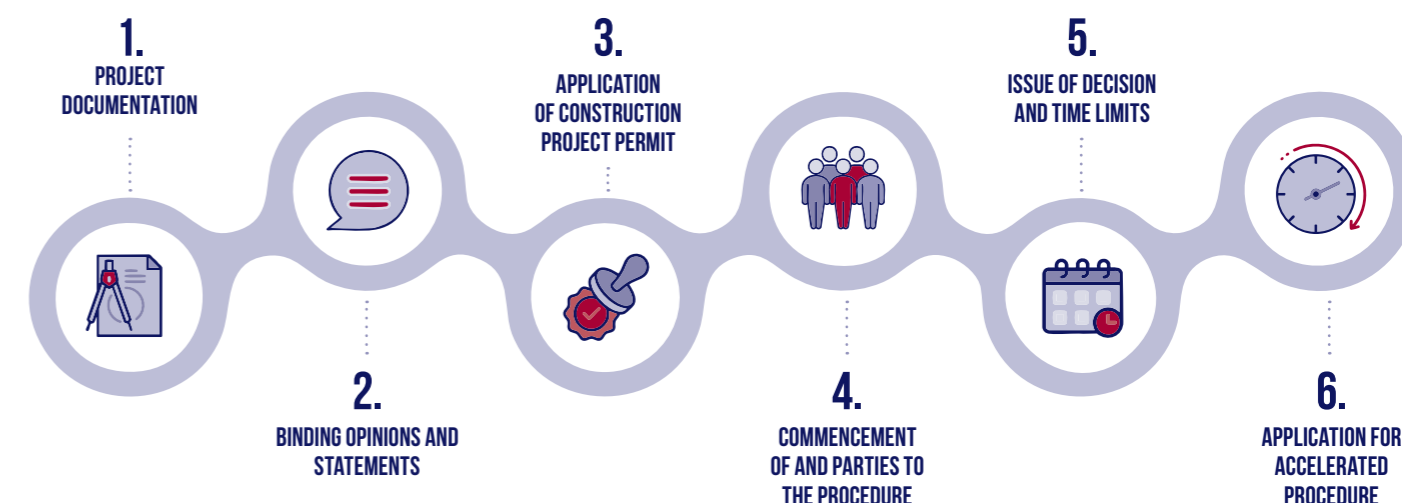 1.
PROJECT
DOCUMENTATION
2.
BINDING OPINIONS AND
STATEMENTS
3.
APPLICATION
OF CONSTRUCTION
PROJECT PERMIT
4.
COMMENCEMENT
OF AND PARTIES TO
THE PROCEDURE
5.
ISSUE OF DECISION
AND TIME LIMITS
6.
APPLICATION FOR
ACCELERATED
PROCEDURE